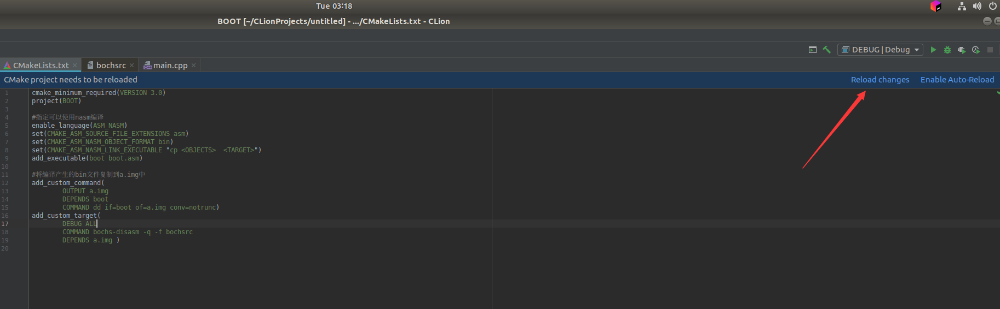 Tue 03:18
BOOT [~/CLionProjects/untitled] - .../CMakeLists.txt - CLion
DEBUG | Debug
CMakeLists.txt bochsrc main.cpp
CMake project needs to be reloaded Reload changes Enable Auto-Reload
1 cmake_minimum_required(VERSION 3.0)
2 project(BOOT)
3
4 #指定可以使用nasm编译
5 enable_language(ASM_NASM)
6 set(CMAKE_ASM_SOURCE_FILE_EXTENSIONS asm)
7 set(CMAKE_ASM_NASM_OBJECT_FORMAT bin)
8 set(CMAKE_ASM_NASM_LINK_EXECUTABLE "cp <OBJECTS>  <TARGET>")
9 add_executable(boot boot.asm)
10
11 #将编译产生的bin文件复制到a.img中
12 add_custom_command(
13 OUTPUT a.img
14 DEPENDS boot
15 COMMAND dd if=boot of=a.img conv=notrunc)
16 add_custom_target(
17 DEBUG ALL
18 COMMAND bochs-disasm -q -f bochsrc
19 DEPENDS a.img )
20